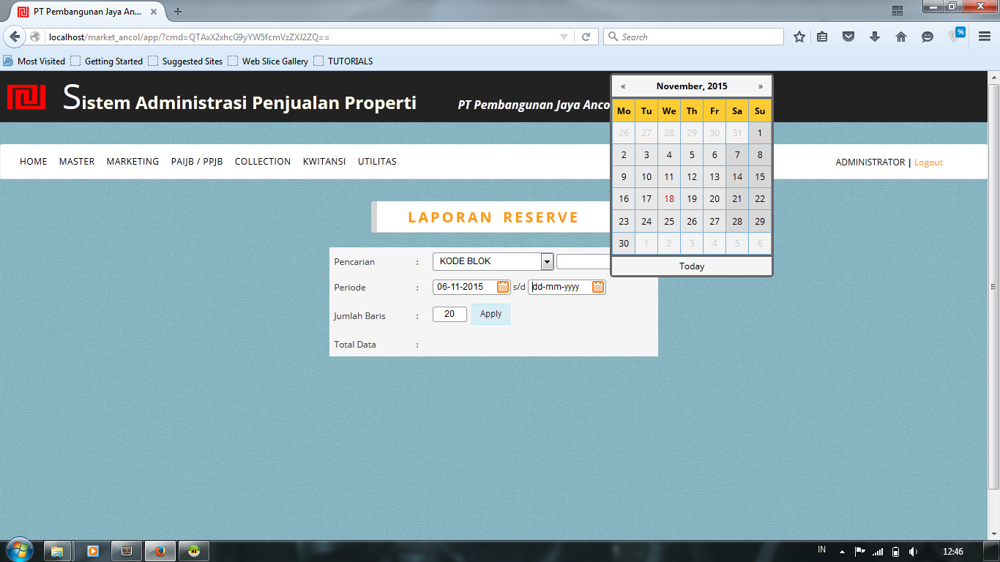 PT Pembangunan Jaya Anc...
localhost/market_ancol/app/?cmd=QTAxX2xhcG9yYW5fcmVzZXJ2ZQ==
Search
%
Most Visited Getting Started Suggested Sites Web Slice Gallery TUTORIALS
Sistem Administrasi Penjualan Properti PT Pembangunan Jaya Anco
« November, 2015 »
Mo Tu We Th Fr Sa Su
26 27 28 29 30 31 1
2 3 4 5 6 7 8
9 10 11 12 13 14 15
16 17 18 19 20 21 22
23 24 25 26 27 28 29
30 1 2 3 4 5 6
Today
HOME MASTER MARKETING PAIJB / PPJB COLLECTION KWITANSI UTILITAS ADMINISTRATOR | Logout
LAPORAN RESERVE
Pencarian : KODE BLOK
Periode : 06-11-2015 s/d dd-mm-yyyy
Jumlah Baris : 20 Apply
Total Data :
IN 12:46